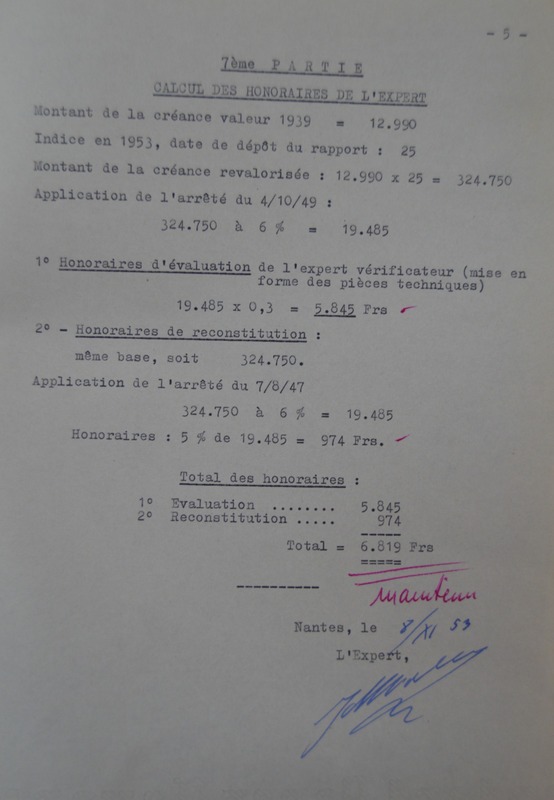 - 5 -
7ème P A R T I E
CALCUL DES HONORAIRES DE L'EXPERT
Montant de la créance valeur 1939 = 12.990
Indice en 1953, date de dépôt du rapport : 25
Montant de la créance revalorisée : 12.990 x 25 = 324.750
Application de l'arrêté du 4/10/49 :
324.750 à 6 % = 19.485
1° Honoraires d'évaluation de l'expert vérificateur (mise en
forme des pièces techniques)
19.485 x 0,3 = 5.845 Frs
2° - Honoraires de reconstitution :
même base, soit 324.750.
Application de l'arrêté du 7/8/47
324.750 à 6 % = 19.485
Honoraires : 5 % de 19.485 = 974 Frs.
Total des honoraires :
1° Evaluation ........ 5.845
2° Reconstitution ..... 974
-----
Total = 6.819 Frs
=====
maintenu
----------
Nantes, le 8/XI 53
L'Expert,